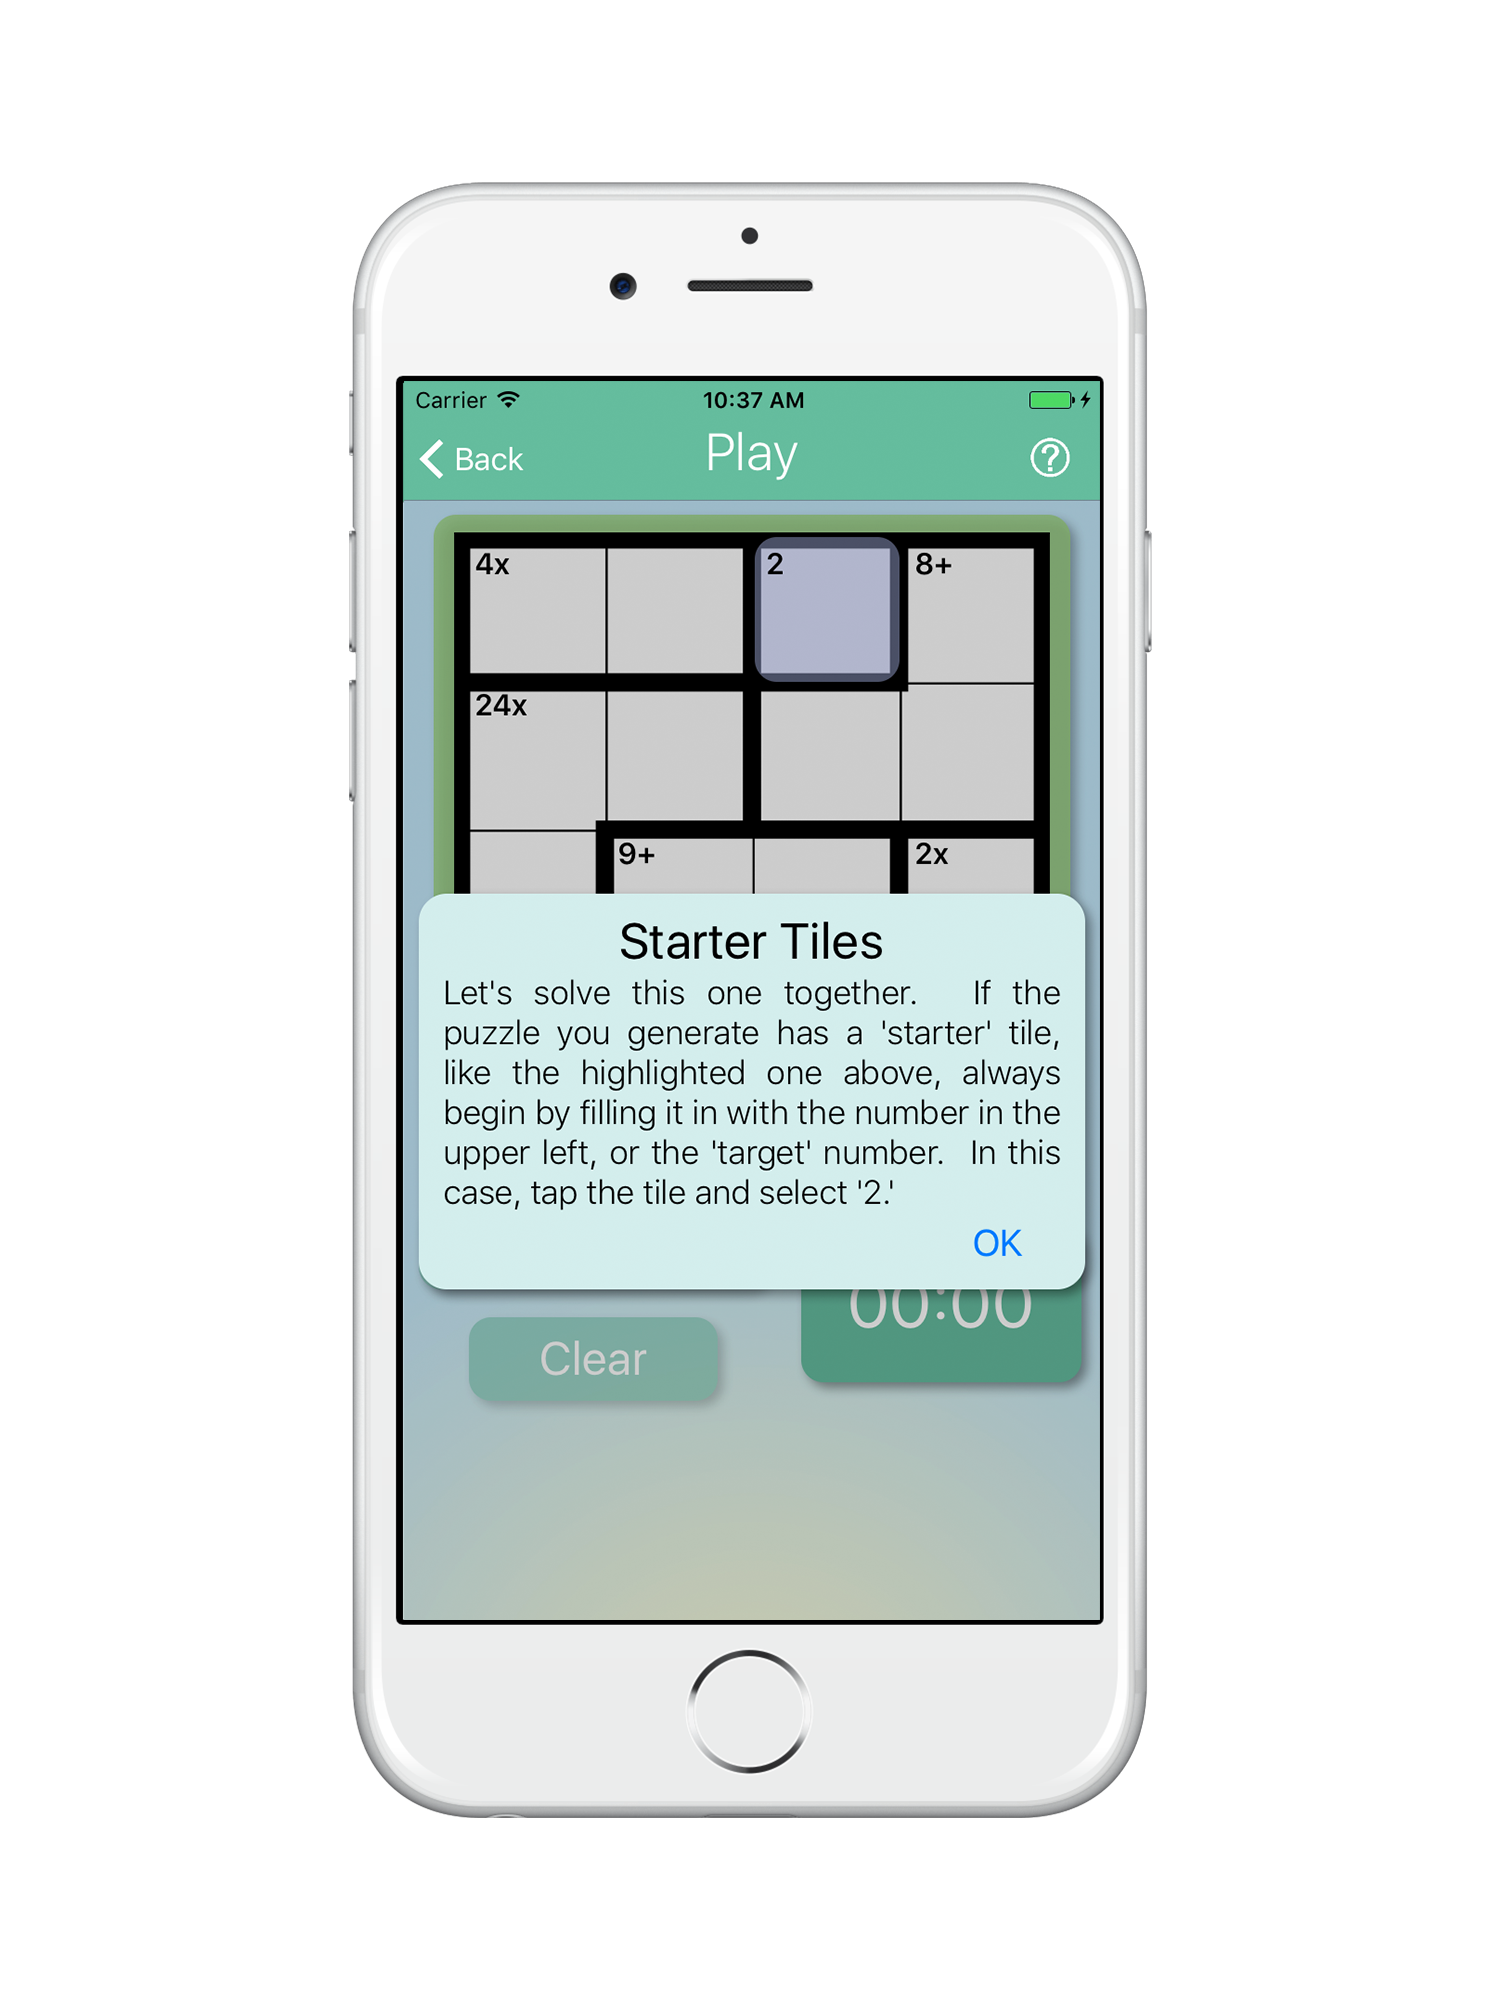 Carrier 10:37 AM
Back Play ?
4x 2 8+
24x
9+ 2x
Starter Tiles
Let's solve this one together. If the
puzzle you generate has a 'starter' tile,
like the highlighted one above, always
begin by filling it in with the number in the
upper left, or the 'target' number. In this
case, tap the tile and select '2.'
OK
00:00
Clear